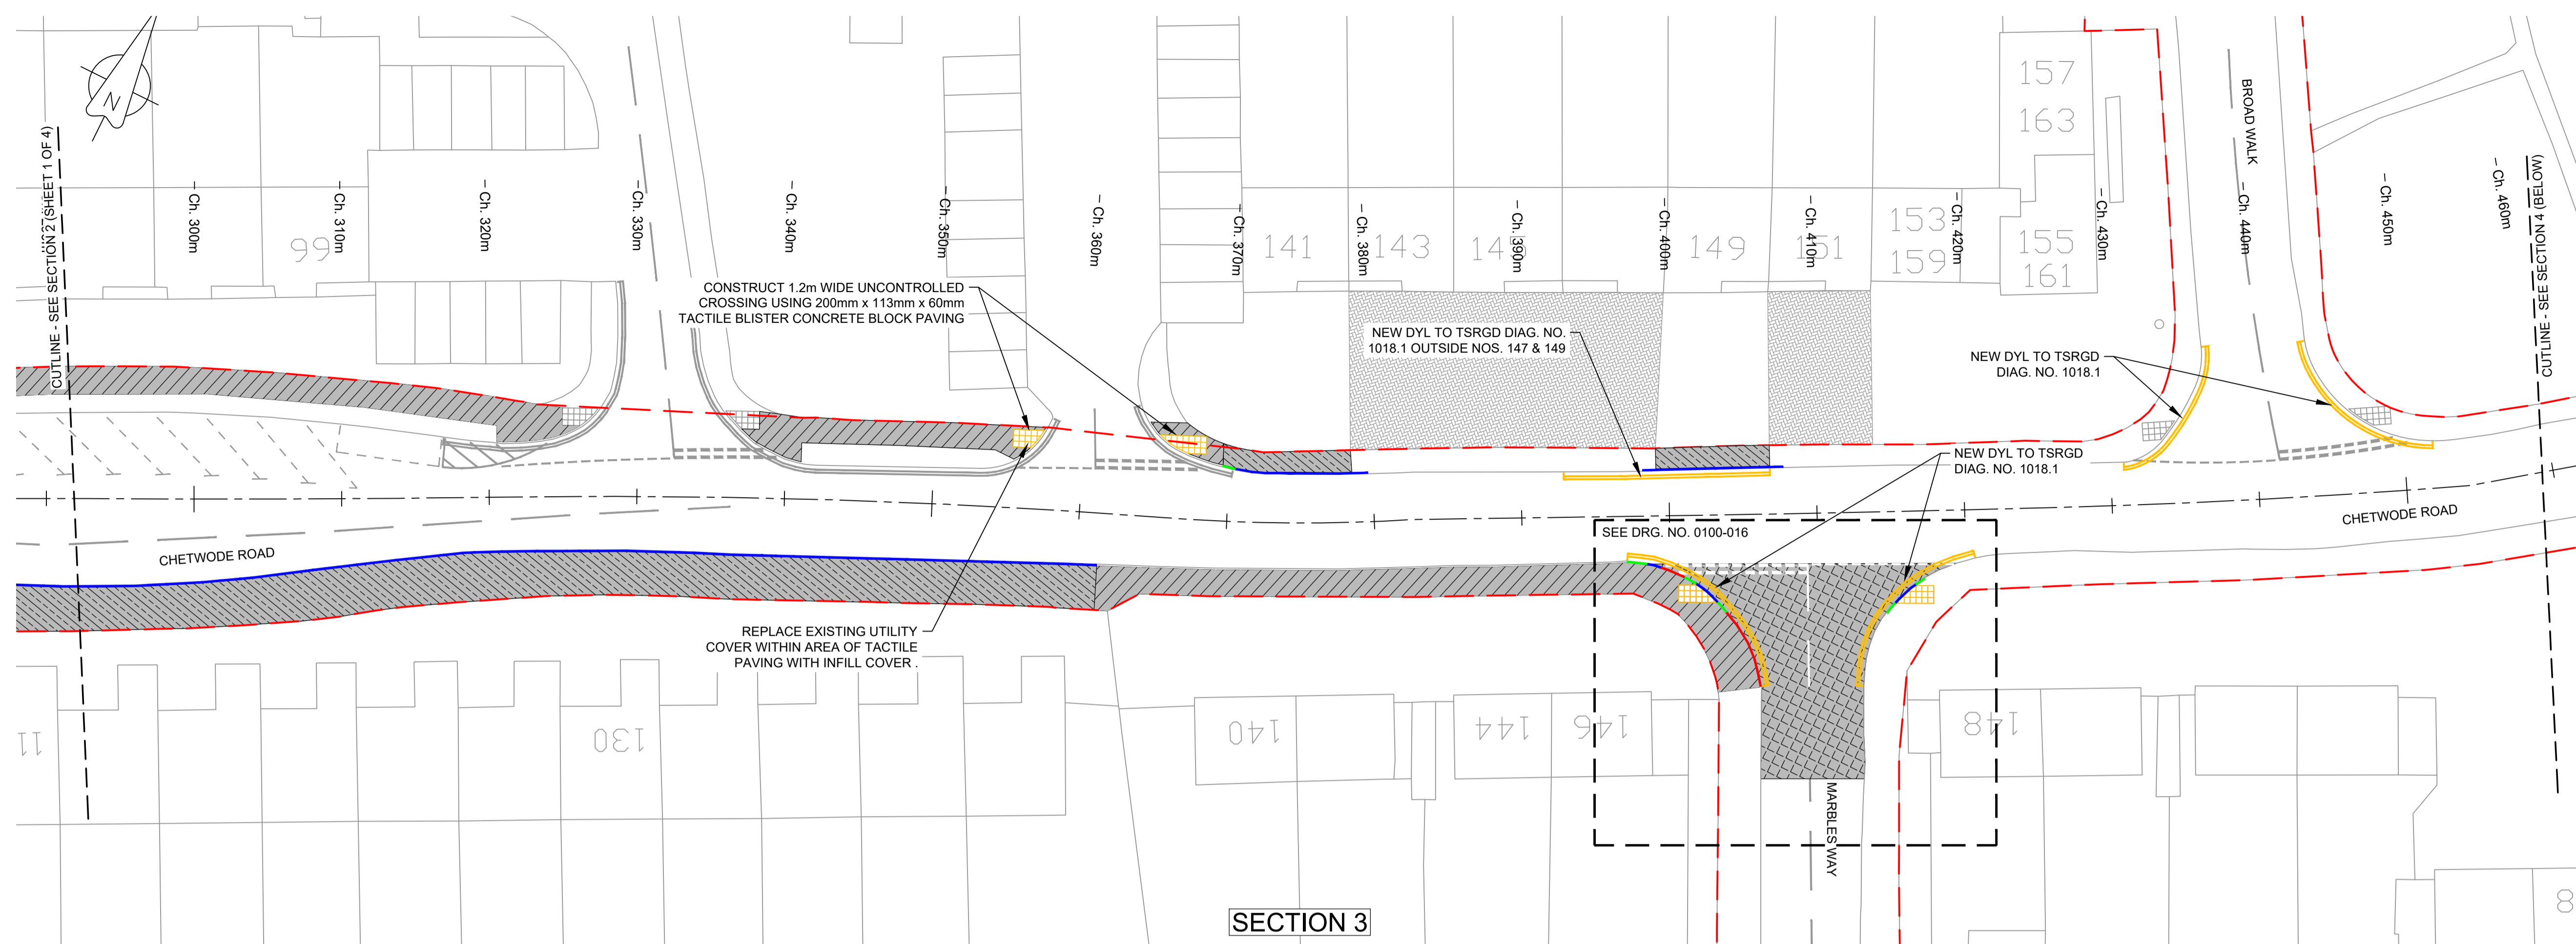 N
CUTLINE - SEE SECTION 2 (SHEET 1 OF 4)
Ch. 300m
Ch. 310m
Ch. 320m
Ch. 330m
Ch. 340m
Ch. 350m
Ch. 360m
Ch. 370m
Ch. 380m
Ch. 390m
Ch. 400m
Ch. 410m
Ch. 420m
Ch. 430m
Ch. 440m
Ch. 450m
Ch. 460m
99
141
143
145
149
151
153
159
157
163
155
161
BROAD WALK
CUTLINE - SEE SECTION 4 (BELOW)
CONSTRUCT 1.2m WIDE UNCONTROLLED
CROSSING USING 200mm x 113mm x 60mm
TACTILE BLISTER CONCRETE BLOCK PAVING
NEW DYL TO TSRGD DIAG. NO.
1018.1 OUTSIDE NOS. 147 & 149
NEW DYL TO TSRGD
DIAG. NO. 1018.1
NEW DYL TO TSRGD
DIAG. NO. 1018.1
CHETWODE ROAD
CHETWODE ROAD
SEE DRG. NO. 0100-016
REPLACE EXISTING UTILITY
COVER WITHIN AREA OF TACTILE
PAVING WITH INFILL COVER .
11
130
140
144
146
148
MARBLES WAY
8
SECTION 3